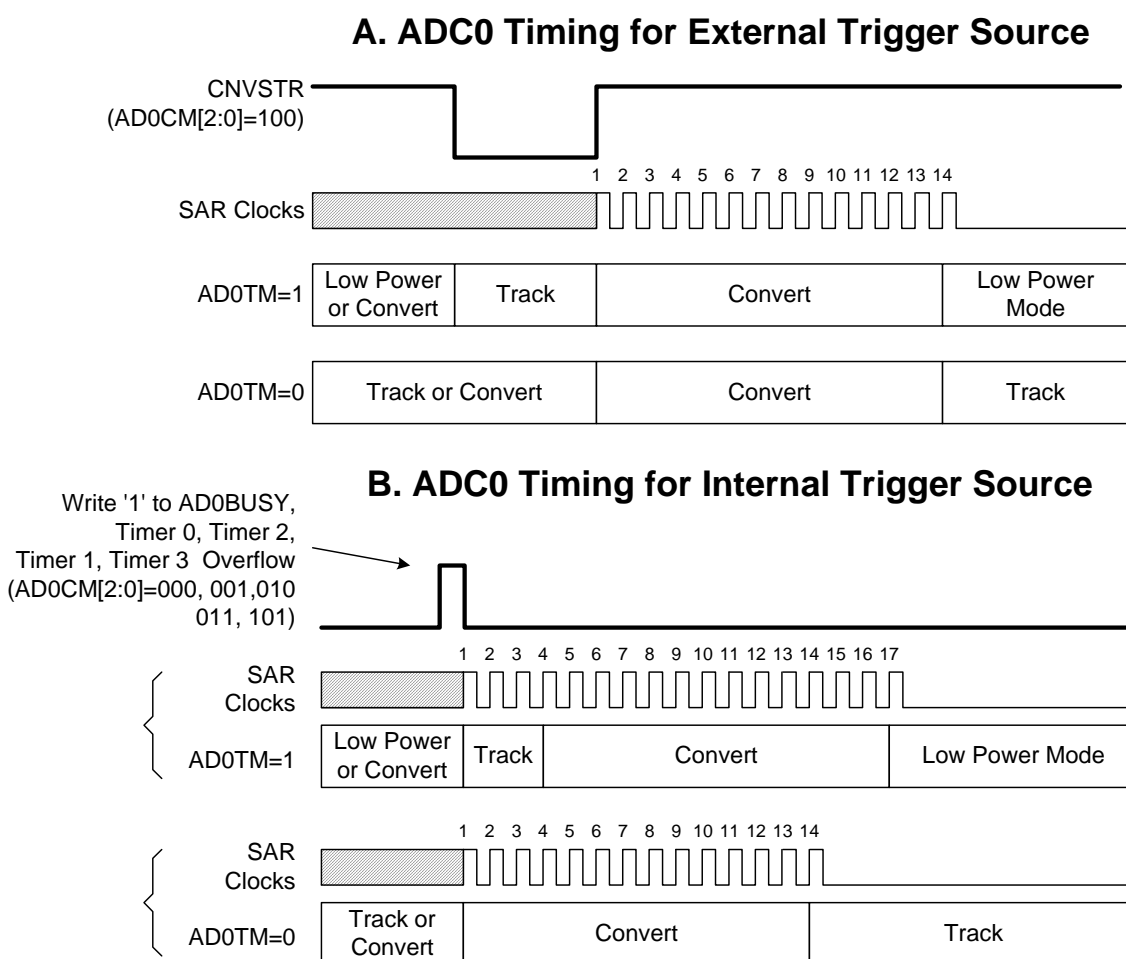 A. ADC0 Timing for External Trigger Source
CNVSTR
(AD0CM[2:0]=100)
1 2 3 4 5 6 7 8 9 10 11 12 13 14
SAR Clocks
AD0TM=1
Low Power
or Convert
Track
Convert
Low Power
Mode
AD0TM=0
Track or Convert
Convert
Track
B. ADC0 Timing for Internal Trigger Source
Write '1' to AD0BUSY,
Timer 0, Timer 2,
Timer 1, Timer 3 Overflow
(AD0CM[2:0]=000, 001,010
011, 101)
1 2 3 4 5 6 7 8 9 10 11 12 13 14 15 16 17
SAR
Clocks
AD0TM=1
Low Power
or Convert
Track
Convert
Low Power Mode
1 2 3 4 5 6 7 8 9 10 11 12 13 14
SAR
Clocks
AD0TM=0
Track or
Convert
Convert
Track